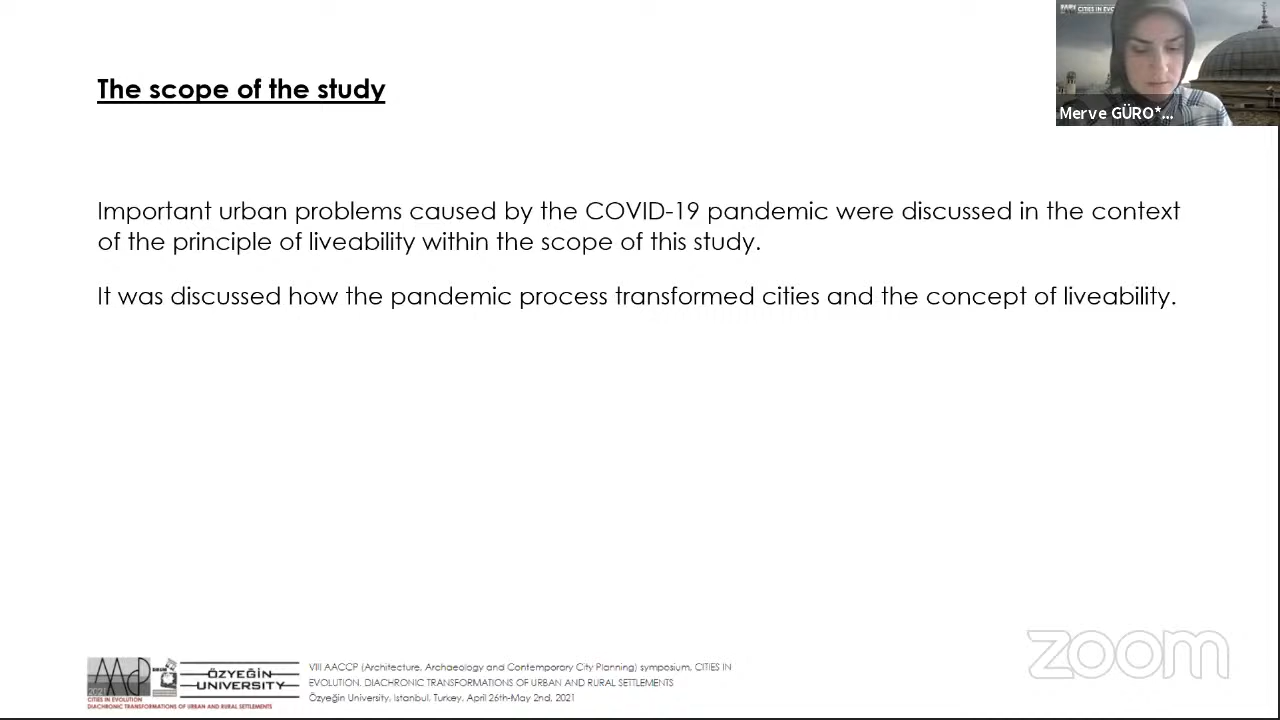 CITIES IN EVO
Merve GÜRO*...
The scope of the study
Important urban problems caused by the COVID-19 pandemic were discussed in the context
of the principle of liveability within the scope of this study.
It was discussed how the pandemic process transformed cities and the concept of liveability.
zoom
AACP
2021
CITIES IN EVOLUTION
DIACHRONIC TRANSFORMATIONS OF URBAN AND RURAL SETTLEMENTS
ÖZYEĞİN
UNIVERSITY
VIII AACCP (Architecture, Archaeology and Contemporary City Planning) symposium, CITIES IN
EVOLUTION. DIACHRONIC TRANSFORMATIONS OF URBAN AND RURAL SETTLEMENTS
Özyeğin University, Istanbul, Turkey, April 26th-May 2nd, 2021